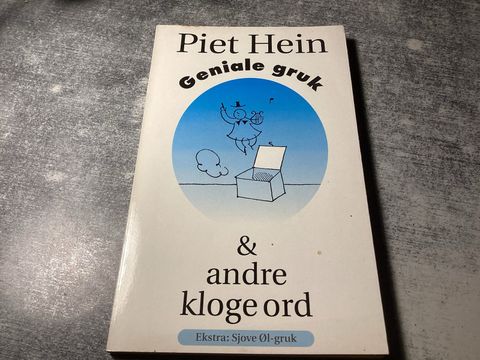 Piet Hein
Geniale gruk
&
andre
kloge ord
Ekstra: Sjove Øl-gruk